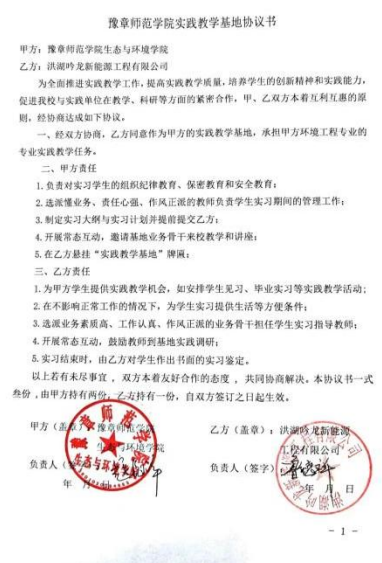 豫章师范学院实践教学基地协议书
甲方：豫章师范学院生态与环境学院
乙方：洪湖吟龙新能源工程有限公司
为全面推进实践教学工作，提高实践教学质量，培养学生的创新精神和实践能力，
促进我校与实践单位在教学、科研等方面的紧密合作，甲、乙双方本着互利互惠的原
则，经协商达成如下协议。
一、经双方协商，乙方同意作为甲方的实践教学基地，承担甲方环境工程专业的
专业实践教学任务。
二、甲方责任
1.负责对实习学生的组织纪律教育、保密教育和安全教育；
2.选派懂业务、责任心强、作风正派的教师负责学生实习期间的管理工作；
3.制定实习大纲与实习计划并提前提交乙方；
4.开展常态互动，邀请基地业务骨干来校教学和讲座；
5.在乙方悬挂“实践教学基地”牌匾；
三、乙方责任
1.为甲方学生提供实践教学机会，如安排学生见习、毕业实习等实践教学活动；
2.在不影响正常工作的情况下，为学生实习提供生活等方便条件；
3.选派业务素质高、工作认真、作风正派的业务骨干担任学生实习指导教师；
4.开展常态互动，鼓励教师到基地实践调研；
5.实习结束时，由乙方对学生作出书面的实习鉴定。
以上若有未尽事宜，双方本着友好合作的态度，共同协商解决。本协议书一式
叁份，由甲方持有两份，乙方持有一份，自双方签订之日起生效。
甲方（盖章）：豫章师范学院
生态与环境学院
负责人（签字）
年 月 日
乙方（盖章）：洪湖吟龙新能源
工程有限公司
负责人（签字）
年 月 日
- 1 -